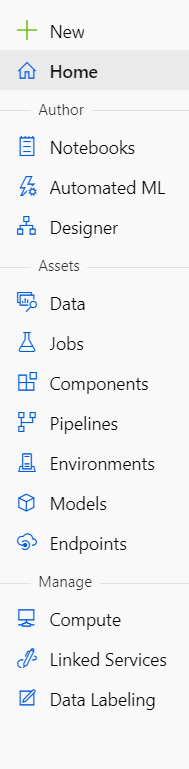 New
Home
Author
Notebooks
Automated ML
Designer
Assets
Data
Jobs
Components
Pipelines
Environments
Models
Endpoints
Manage
Compute
Linked Services
Data Labeling